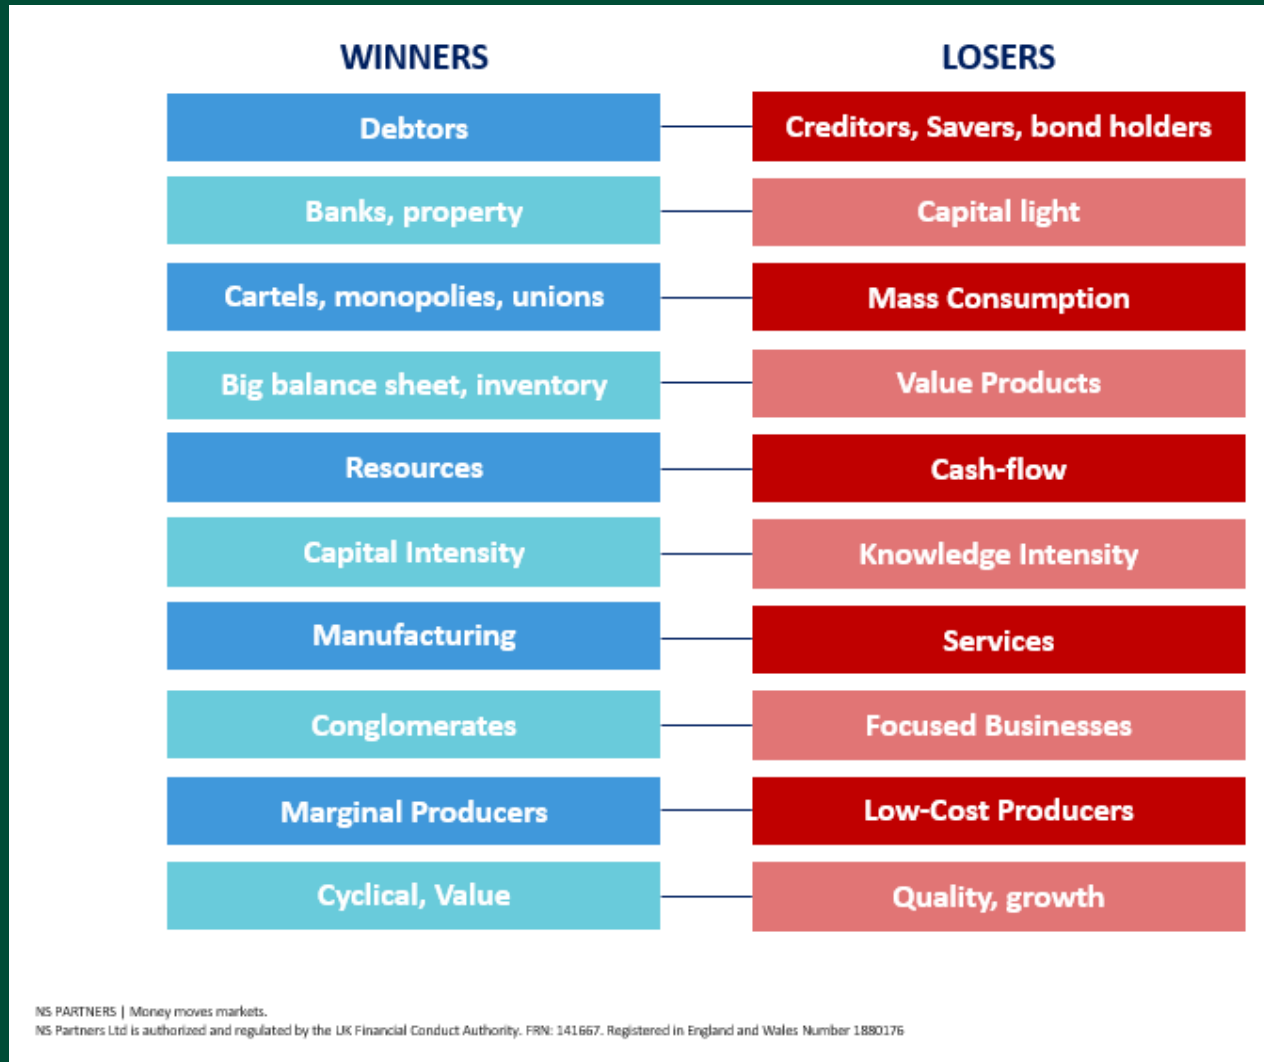 WINNERS LOSERS
Debtors Creditors, Savers, bond holders
Banks, property Capital light
Cartels, monopolies, unions Mass Consumption
Big balance sheet, inventory Value Products
Resources Cash-flow
Capital Intensity Knowledge Intensity
Manufacturing Services
Conglomerates Focused Businesses
Marginal Producers Low-Cost Producers
Cyclical, Value Quality, growth
NS PARTNERS | Money moves markets.
NS Partners Ltd is authorized and regulated by the UK Financial Conduct Authority. FRN: 141667. Registered in England and Wales Number 1880176